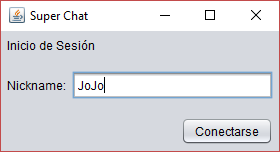 Super Chat
Inicio de Sesión
Nickname: JoJo
Conectarse